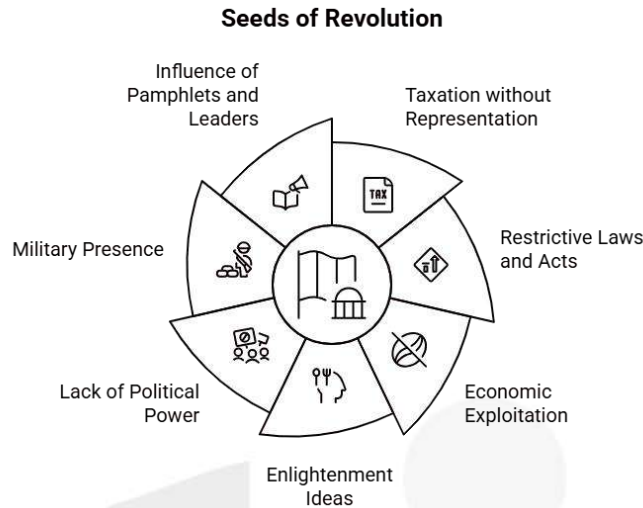 Seeds of Revolution
Influence of
Pamphlets and
Leaders
Taxation without
Representation
TAX
Military Presence
Restrictive Laws
and Acts
Lack of Political
Power
Economic
Exploitation
Enlightenment
Ideas